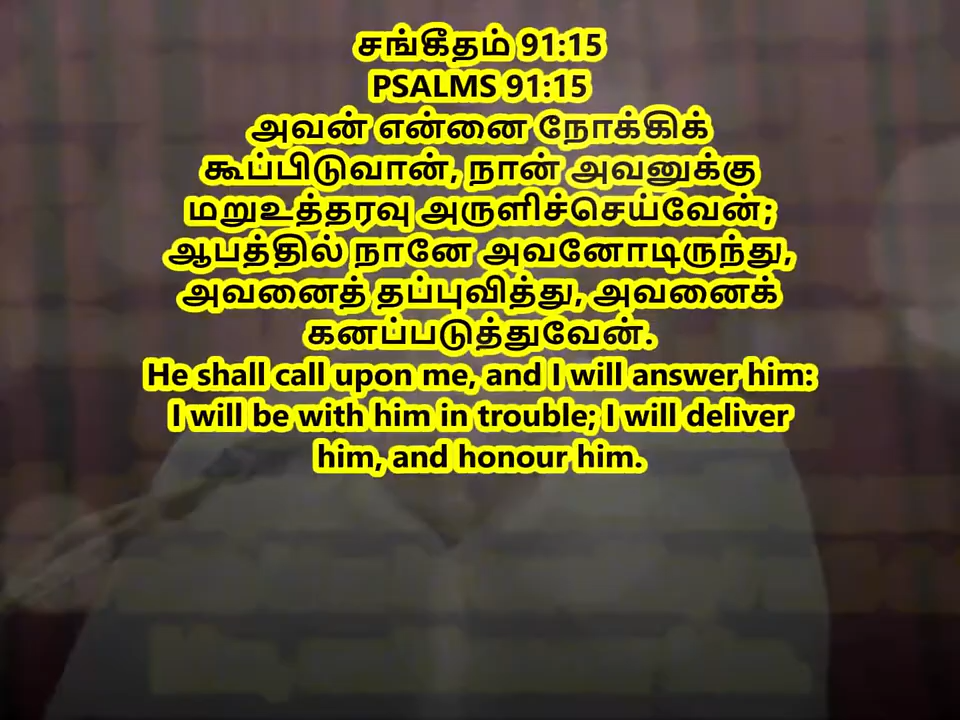 சங்கீதம் 91:15
PSALMS 91:15
அவன் என்னை நோக்கிக்
கூப்பிடுவான், நான் அவனுக்கு
மறுஉத்தரவு அருளிச்செய்வேன்;
ஆபத்தில் நானே அவனோடிருந்து,
அவனைத் தப்புவித்து, அவனைக்
கனப்படுத்துவேன்.
He shall call upon me, and I will answer him:
I will be with him in trouble; I will deliver
him, and honour him.